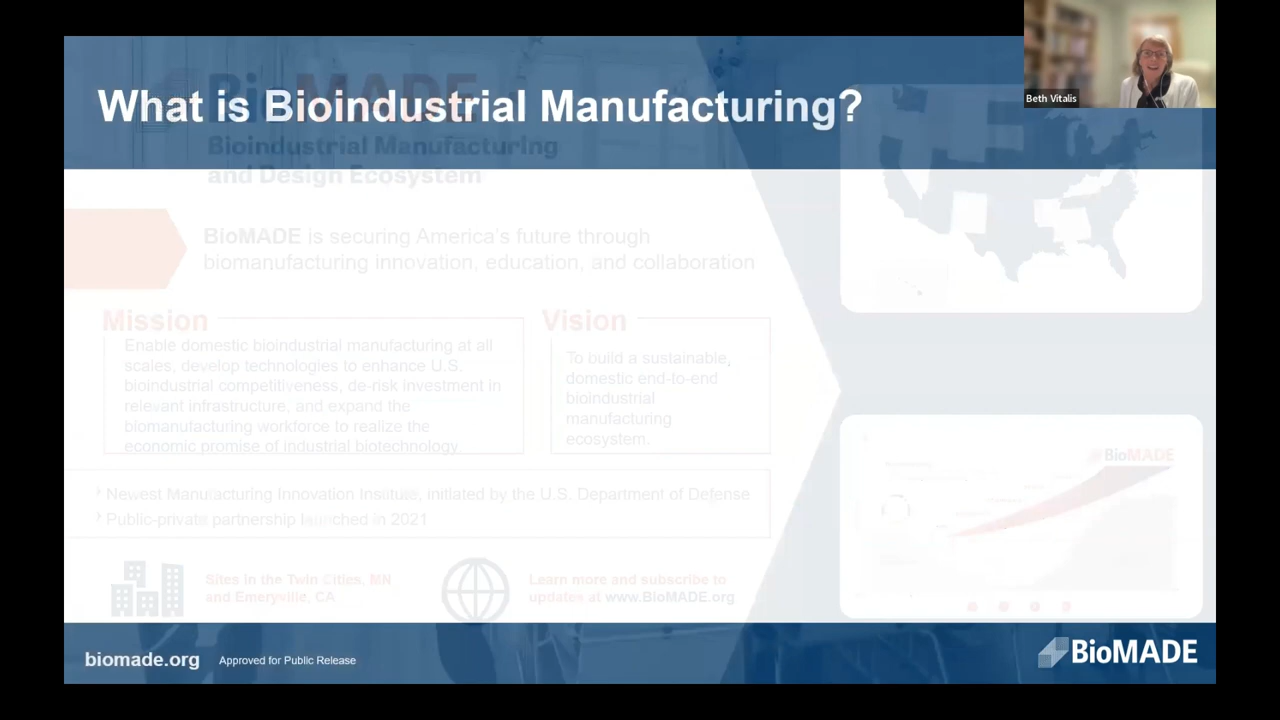 Beth Vitalis
What is Bioindustrial Manufacturing?
BioMADE
Bioindustrial Manufacturing
and Design Ecosystem
BioMADE is securing America's future through
biomanufacturing innovation, education, and collaboration
Mission
Enable domestic bioindustrial manufacturing at all
scales, develop technologies to enhance U.S.
bioindustrial competitiveness, de-risk investment in
relevant infrastructure, and expand the
biomanufacturing workforce to realize the
economic promise of industrial biotechnology
Vision
To build a sustainable,
domestic end-to-end
bioindustrial
manufacturing
ecosystem.
Newest Manufacturing Innovation Institute, initiated by the U.S. Department of Defense
Public-private partnership launched in 2021
Sites in the Twin Cities, MN
and Emeryville, CA
Learn more and subscribe to
updates at www.BioMADE.org
BioMADE
biomade.org
Approved for Public Release
BioMADE